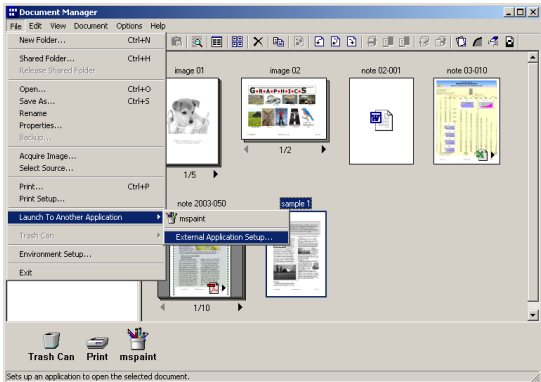 Document Manager
File Edit View Document Options Help
New Folder... Ctrl+N
Shared Folder... Ctrl+H
Release Shared Folder
Open... Ctrl+O
Save As... Ctrl+S
Rename
Properties...
Backup...
Acquire Image...
Select Source...
Print... Ctrl+P
Print Setup...
Launch To Another Application
Trash Can
Environment Setup...
Exit
mspaint
External Application Setup...
image 01
image 02
note 02-001
note 03-010
G•R•A•P•H•I•C•S
1/5
1/2
note 2003-050
sample 1
1/10
Trash Can Print mspaint
Sets up an application to open the selected document.